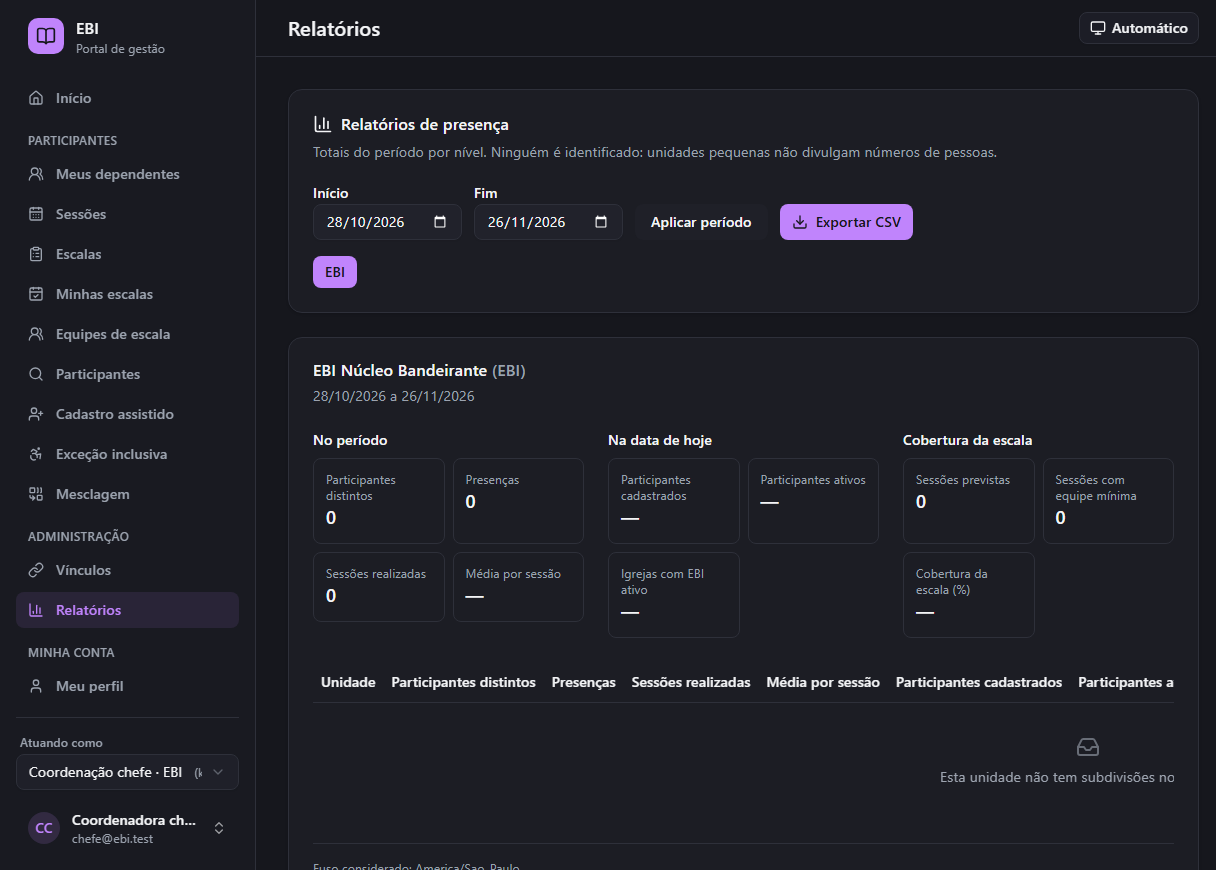 EBI
Portal de gestão
Início
PARTICIPANTES
Meus dependentes
Sessões
Escalas
Minhas escalas
Equipes de escala
Participantes
Cadastro assistido
Exceção inclusiva
Mesclagem
ADMINISTRAÇÃO
Vínculos
Relatórios
MINHA CONTA
Meu perfil
Atuando como
Coordenação chefe · EBI
CC
Coordenadora ch...
chefe@ebi.test
Relatórios
Automático
Relatórios de presença
Totais do período por nível. Ninguém é identificado: unidades pequenas não divulgam números de pessoas.
Início
Fim
28/10/2026
26/11/2026
Aplicar período
Exportar CSV
EBI
EBI Núcleo Bandeirante (EBI)
28/10/2026 a 26/11/2026
No período
Participantes distintos
0
Presenças
0
Sessões realizadas
0
Média por sessão
—
Na data de hoje
Participantes cadastrados
—
Participantes ativos
—
Igrejas com EBI ativo
—
Cobertura da escala
Sessões previstas
0
Sessões com equipe mínima
0
Cobertura da escala (%)
—
Unidade Participantes distintos Presenças Sessões realizadas Média por sessão Participantes cadastrados Participantes a
Esta unidade não tem subdivisões no
Fuso considerado: America/Sao_Paulo